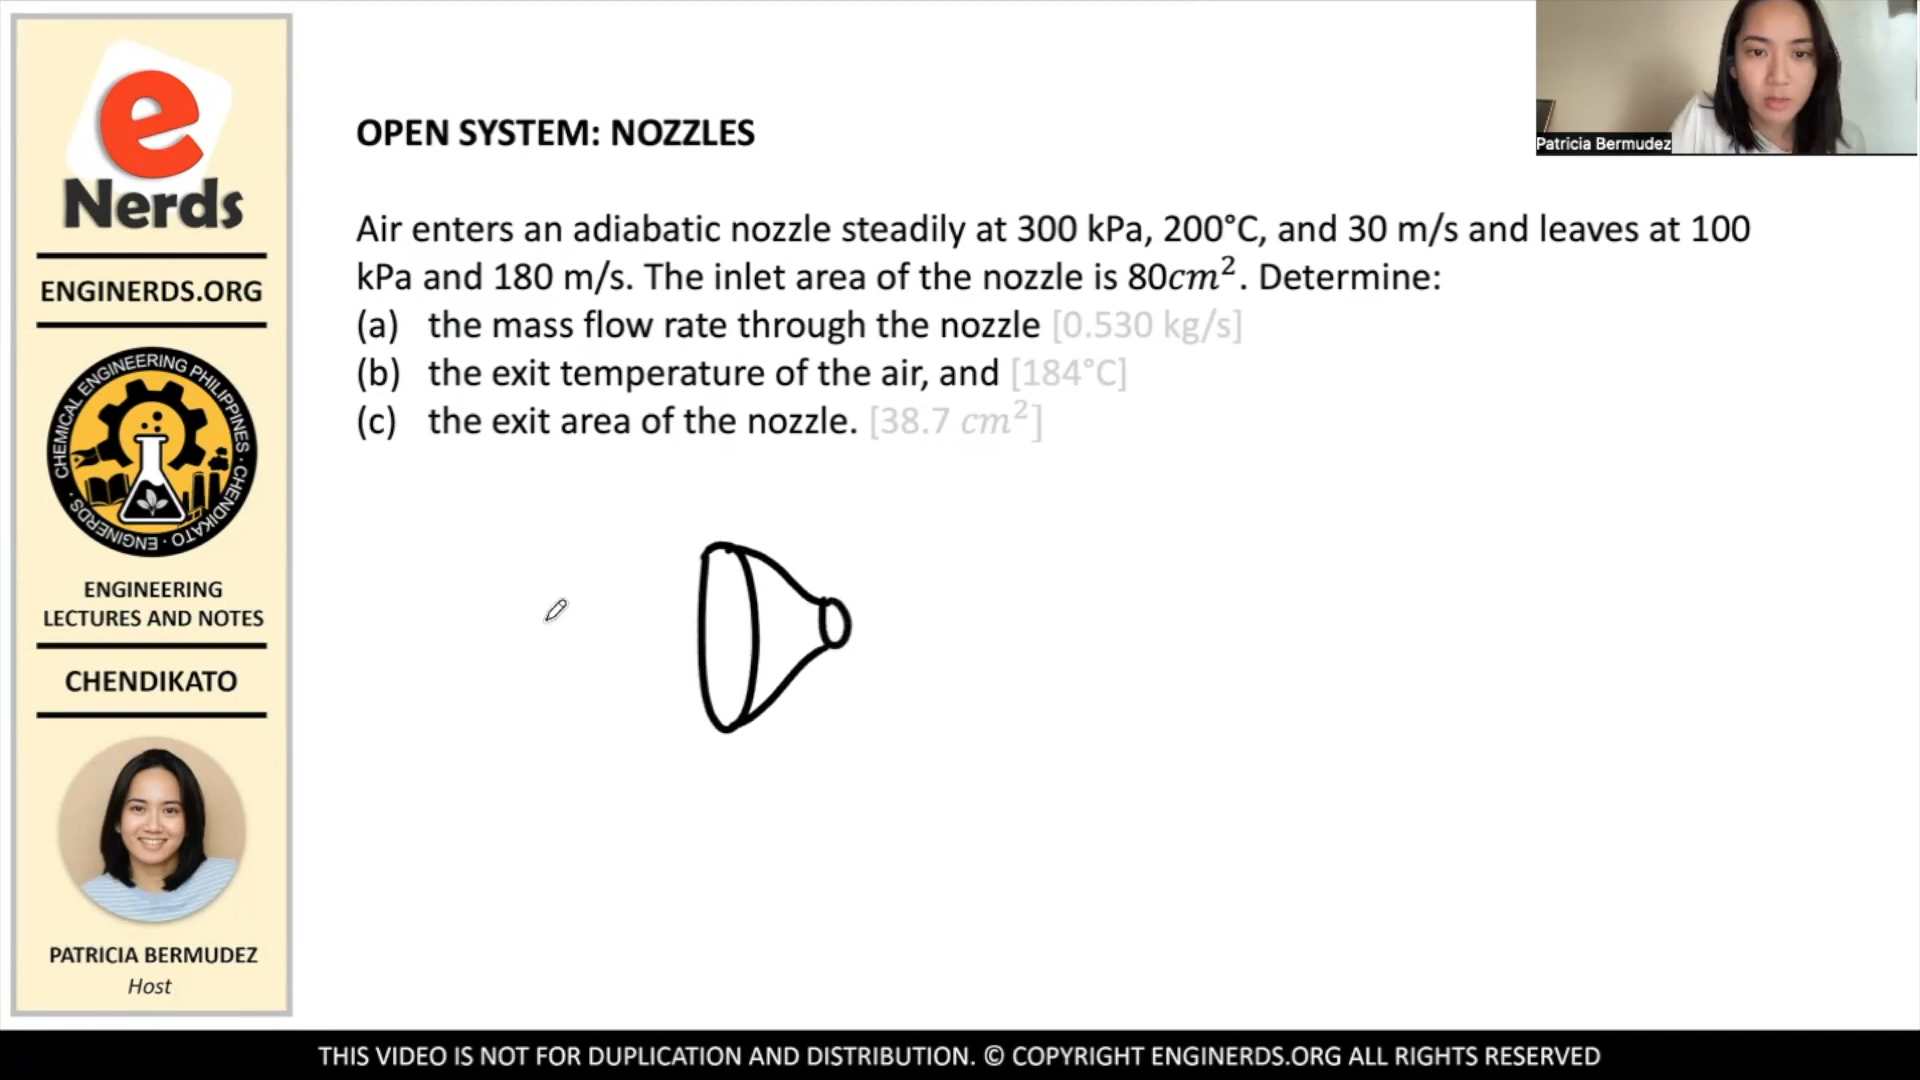 e
Nerds
ENGINERDS.ORG
CHEMICAL ENGINEERING PHILIPPINES · CHENDIKATO · ENGINERDS ·
ENGINEERING
LECTURES AND NOTES
CHENDIKATO
PATRICIA BERMUDEZ
Host
OPEN SYSTEM: NOZZLES
Air enters an adiabatic nozzle steadily at 300 kPa, 200°C, and 30 m/s and leaves at 100
kPa and 180 m/s. The inlet area of the nozzle is 80cm². Determine:
(a) the mass flow rate through the nozzle [0.530 kg/s]
(b) the exit temperature of the air, and [184°C]
(c) the exit area of the nozzle. [38.7 cm²]
Patricia Bermudez
THIS VIDEO IS NOT FOR DUPLICATION AND DISTRIBUTION. © COPYRIGHT ENGINERDS.ORG ALL RIGHTS RESERVED